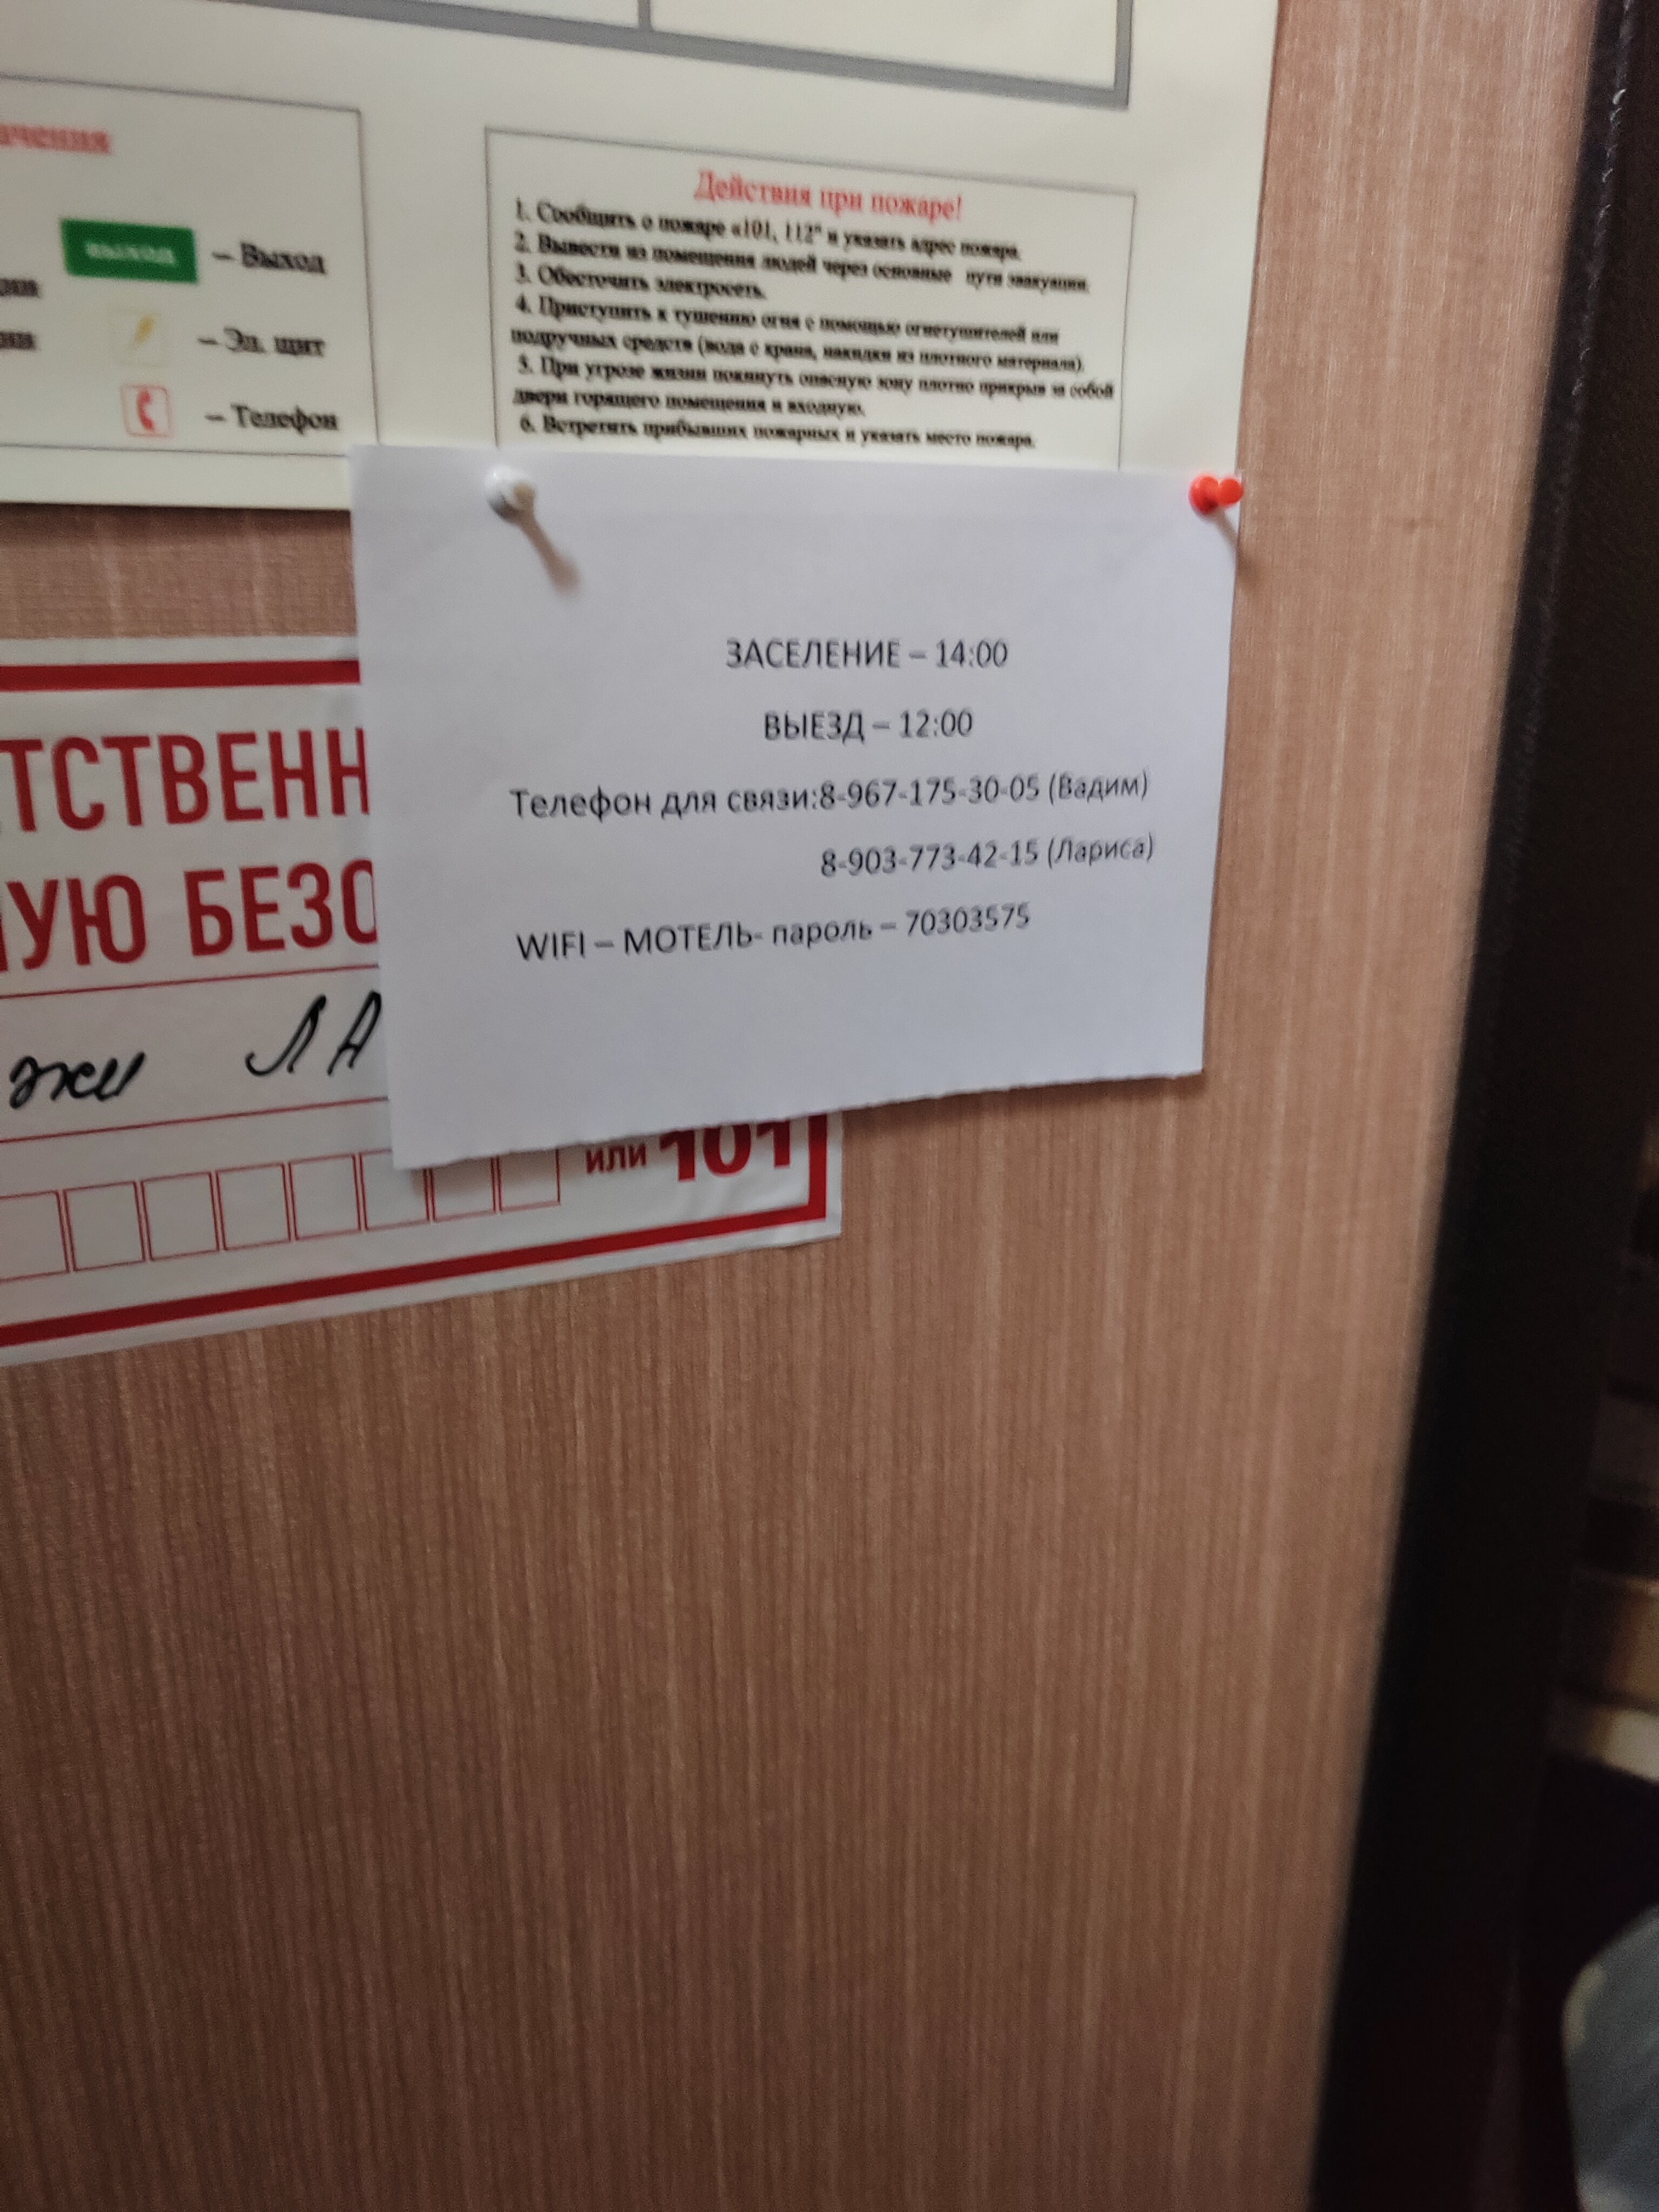 ачения
ВЫХОД – Выход
– Эл. щит
– Телефон
Действия при пожаре!
1. Сообщить о пожаре «101, 112" и указать адрес пожара.
2. Вывести из помещения людей через основные пути эвакуации.
3. Обесточить электросеть.
4. Приступить к тушению огня с помощью огнетушителей или
подручных средств (вода с крана, накидки из плотного материала).
5. При угрозе жизни покинуть опасную зону плотно прикрыв за собой
двери горящего помещения и входную.
6. Встретить прибывших пожарных и указать место пожара.
ЗАСЕЛЕНИЕ – 14:00
ВЫЕЗД – 12:00
Телефон для связи:8-967-175-30-05 (Вадим)
8-903-773-42-15 (Лариса)
WIFI – МОТЕЛЬ- пароль – 70303575
ТСТВЕНН
УЮ БЕЗО
ЛА
или 101